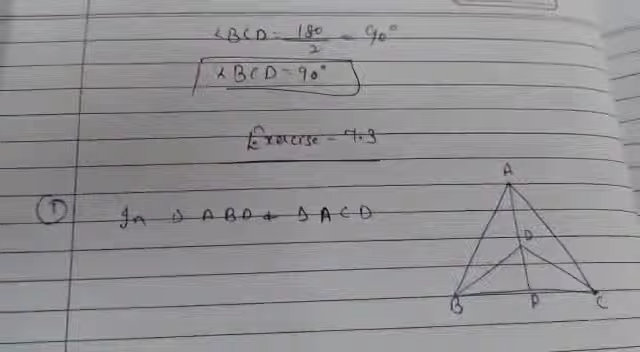 ∠BCD = 180/2 = 90°
∠BCD = 90°
Exercise - 7.3
① In Δ ABD & Δ ACD
A
D
B P C